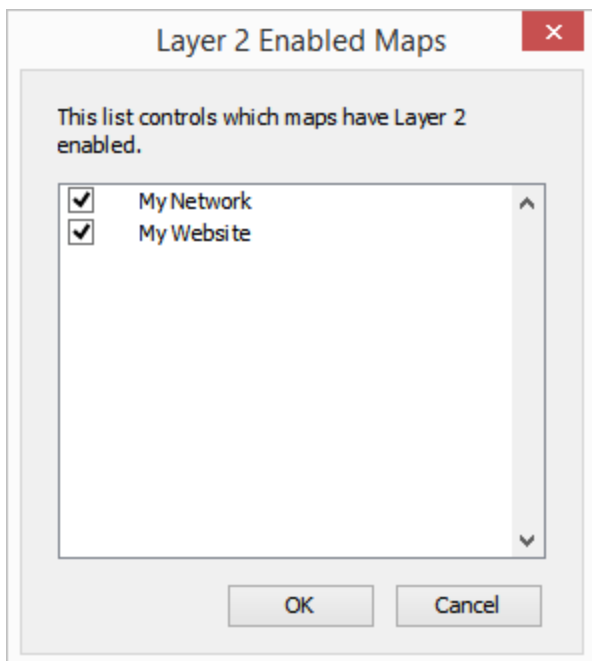 Layer 2 Enabled Maps
This list controls which maps have Layer 2
enabled.
My Network
My Website
OK Cancel